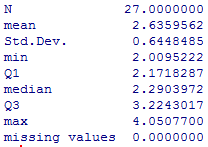 N 27.0000000
mean 2.6359562
Std.Dev. 0.6448485
min 2.0095222
Q1 2.1718287
median 2.2903972
Q3 3.2243017
max 4.0507700
missing values 0.0000000